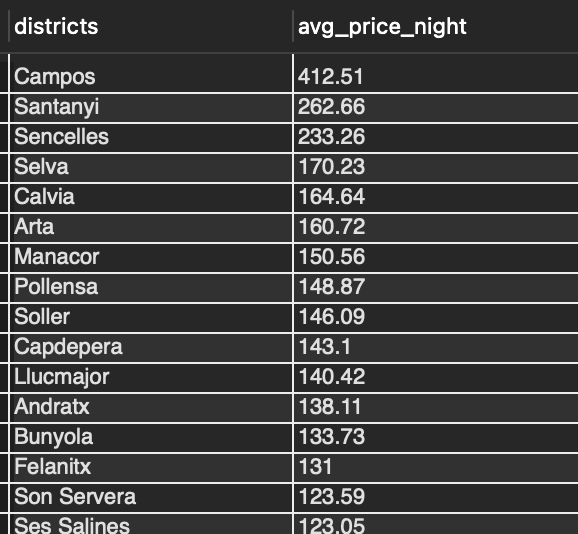 districts avg_price_night
Campos 412.51
Santanyi 262.66
Sencelles 233.26
Selva 170.23
Calvia 164.64
Arta 160.72
Manacor 150.56
Pollensa 148.87
Soller 146.09
Capdepera 143.1
Llucmajor 140.42
Andratx 138.11
Bunyola 133.73
Felanitx 131
Son Servera 123.59
Ses Salines 123.05